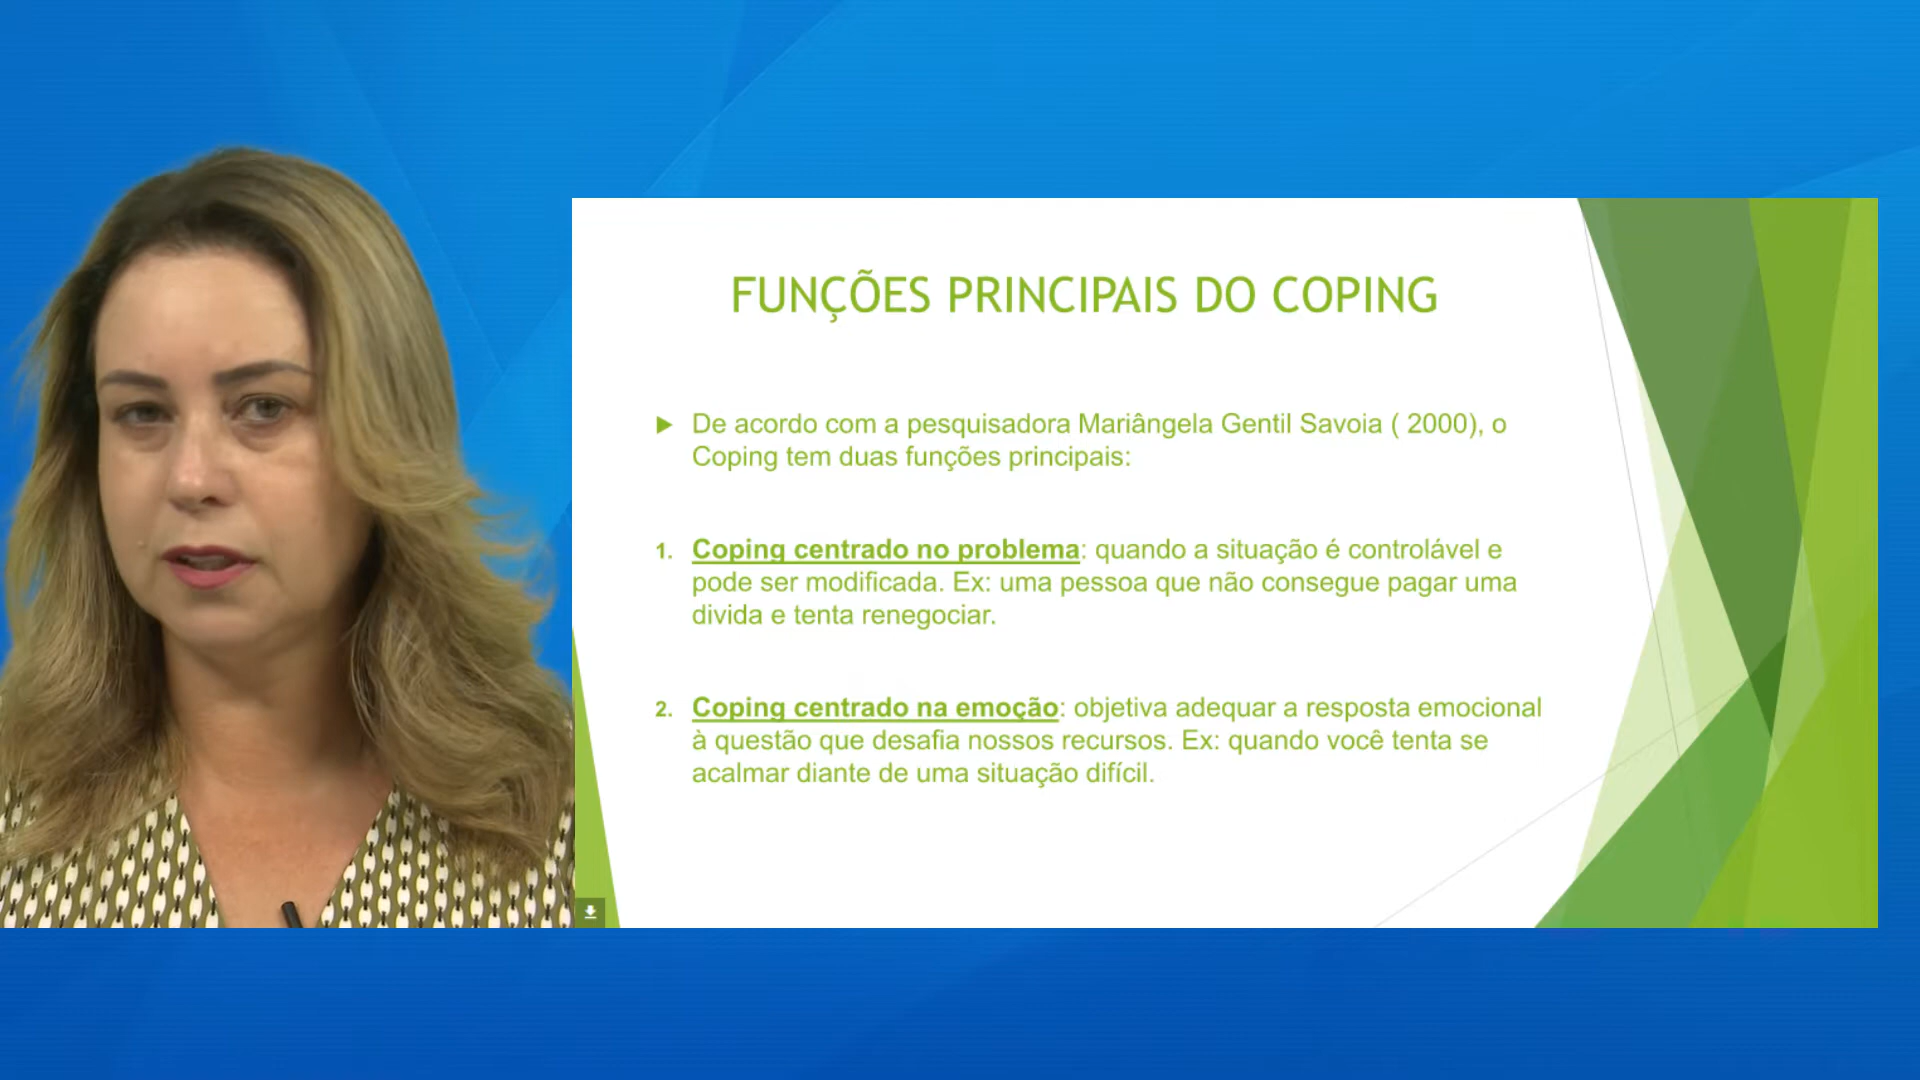 FUNÇÕES PRINCIPAIS DO COPING
De acordo com a pesquisadora Mariângela Gentil Savoia ( 2000), o
Coping tem duas funções principais:
1. Coping centrado no problema: quando a situação é controlável e
pode ser modificada. Ex: uma pessoa que não consegue pagar uma
divida e tenta renegociar.
2. Coping centrado na emoção: objetiva adequar a resposta emocional
à questão que desafia nossos recursos. Ex: quando você tenta se
acalmar diante de uma situação difícil.